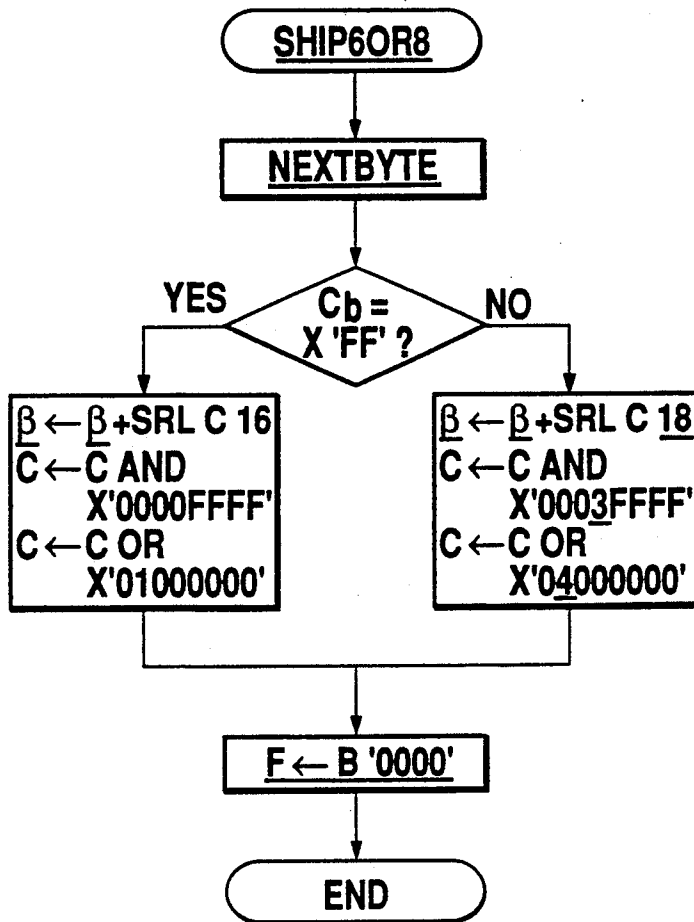 SHIP6OR8
NEXTBYTE
YES
Cb =
X 'FF' ?
NO
β ← β+SRL C 16
C ← C AND
X'0000FFFF'
C ← C OR
X'01000000'
β ← β+SRL C 18
C ← C AND
X'0003FFFF'
C ← C OR
X'04000000'
F ← B '0000'
END